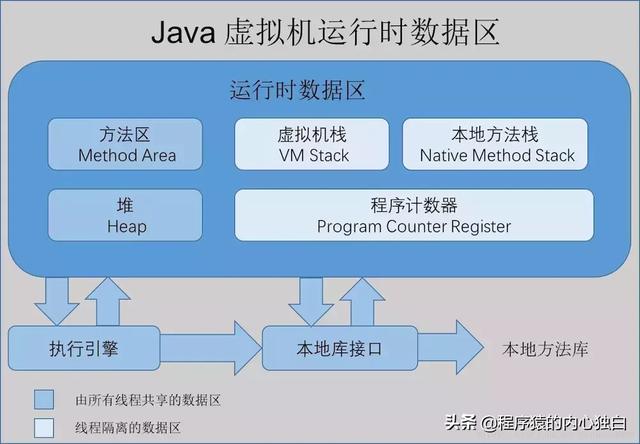 Java 虚拟机运行时数据区
运行时数据区
方法区
Method Area
虚拟机栈
VM Stack
本地方法栈
Native Method Stack
堆
Heap
程序计数器
Program Counter Register
执行引擎
本地库接口
本地方法库
由所有线程共享的数据区
线程隔离的数据区
头条 @程序猿的内心独白